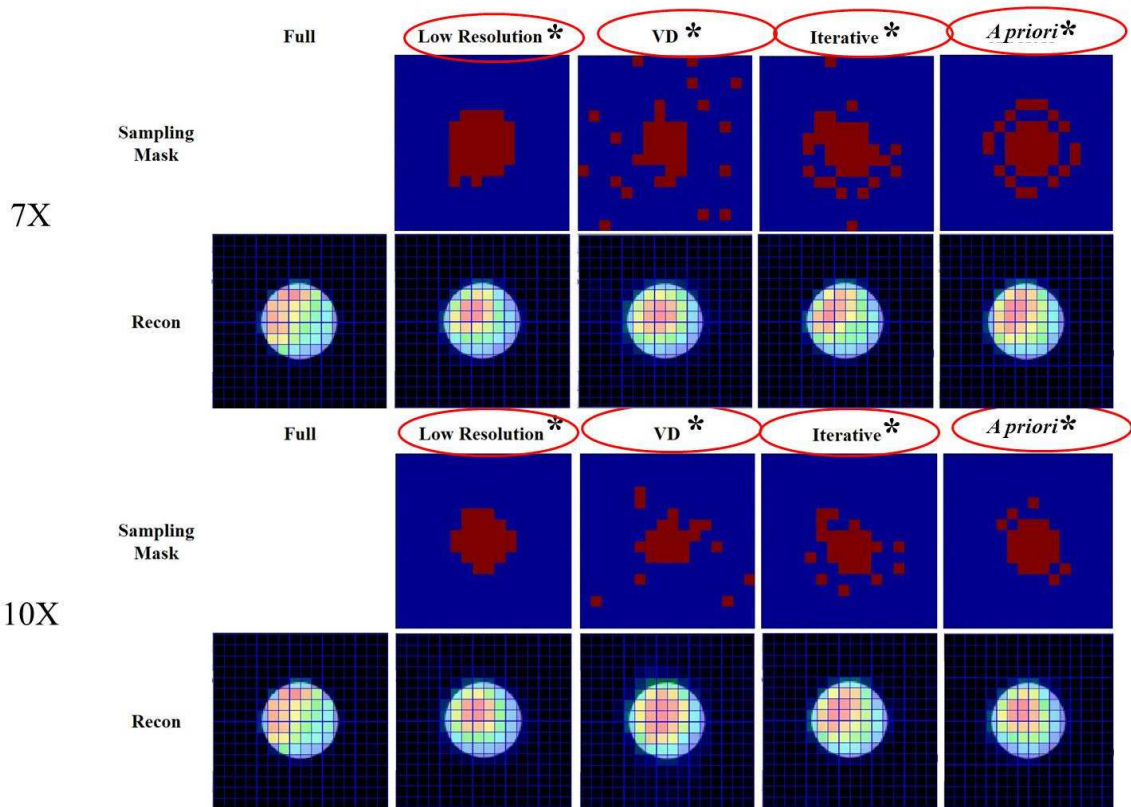 Full Low Resolution * VD * Iterative * A priori *
Sampling
Mask
7X
Recon
Full Low Resolution * VD * Iterative * A priori *
Sampling
Mask
10X
Recon